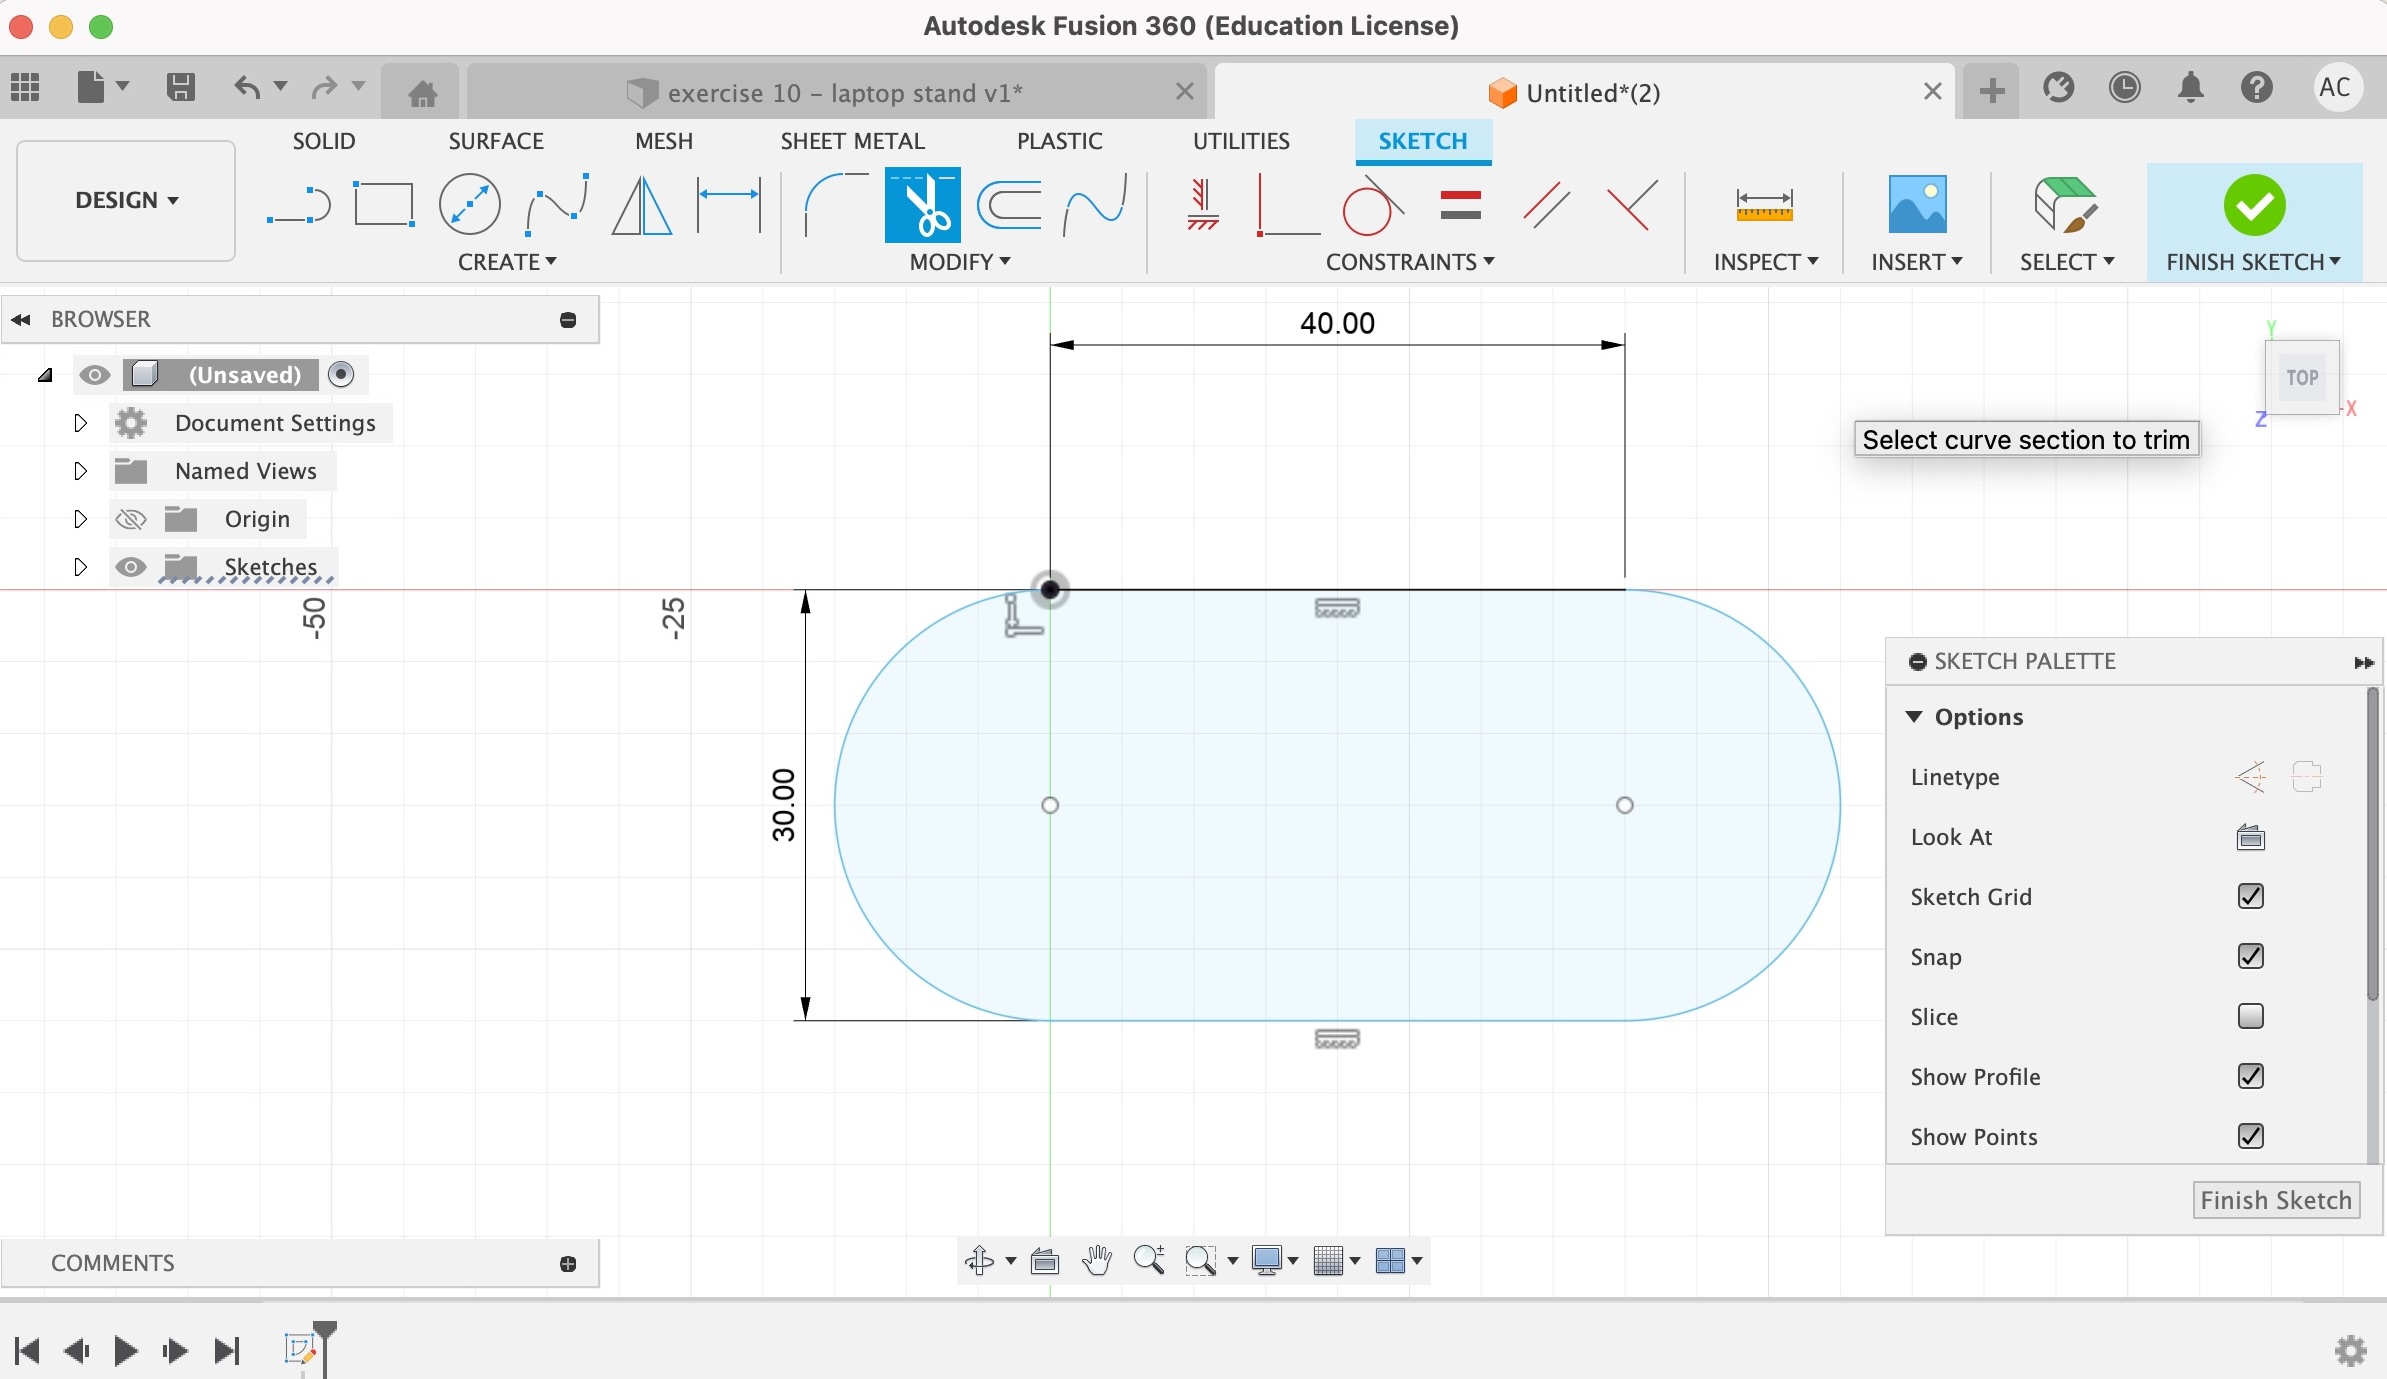 Autodesk Fusion 360 (Education License)
exercise 10 – laptop stand v1*
Untitled*(2)
AC
SOLID
SURFACE
MESH
SHEET METAL
PLASTIC
UTILITIES
SKETCH
DESIGN
CREATE
MODIFY
CONSTRAINTS
INSPECT
INSERT
SELECT
FINISH SKETCH
BROWSER
(Unsaved)
Document Settings
Named Views
Origin
Sketches
40.00
Y
TOP
X
Z
Select curve section to trim
-50
-25
30.00
SKETCH PALETTE
Options
Linetype
Look At
Sketch Grid
Snap
Slice
Show Profile
Show Points
Finish Sketch
COMMENTS